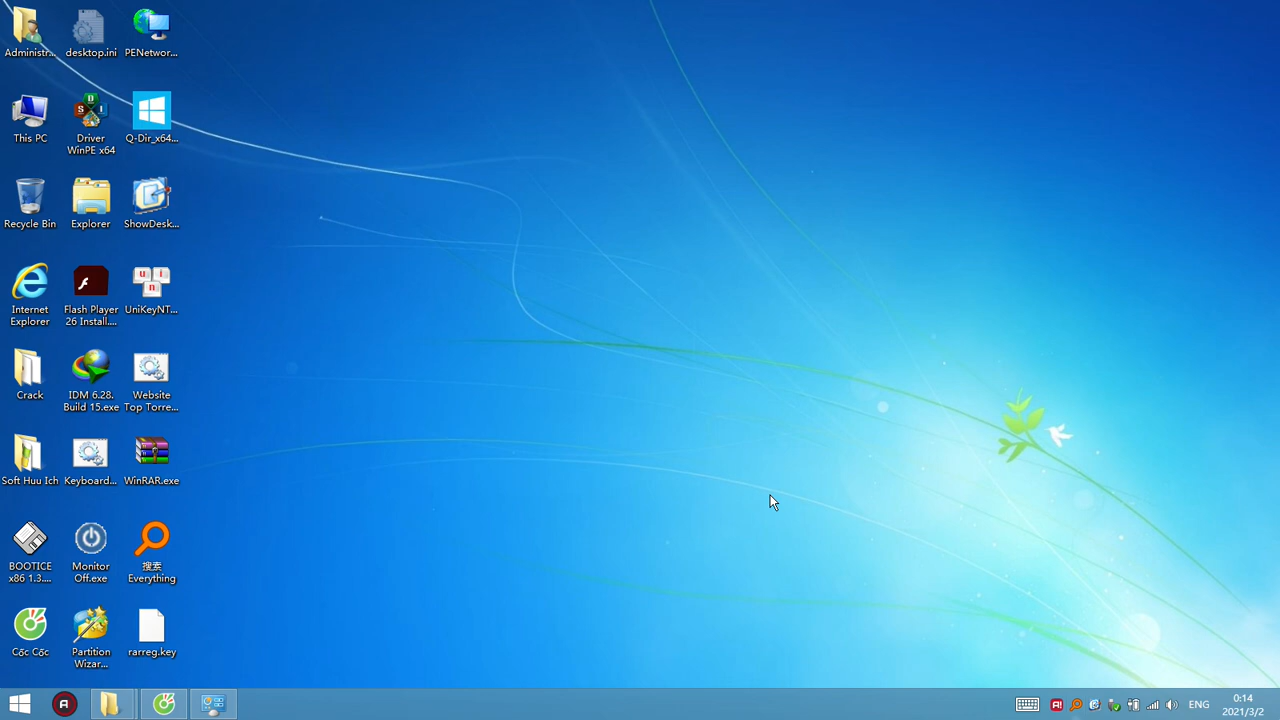 Administr...
desktop.ini
PENetwor...
This PC
Driver
WinPE x64
Q-Dir_x64...
Recycle Bin
Explorer
ShowDesk...
Internet
Explorer
Flash Player
26 Install....
UniKeyNT...
Crack
IDM 6.28.
Build 15.exe
Website
Top Torre...
Soft Huu Ich
Keyboard...
WinRAR.exe
BOOTICE
x86 1.3....
Monitor
Off.exe
搜索
Everything
Cốc Cốc
Partition
Wizar...
rarreg.key
ENG
0:14
2021/3/2